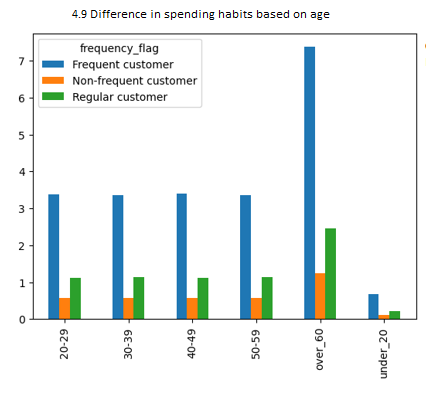 4.9 Difference in spending habits based on age
frequency_flag
Frequent customer
Non-frequent customer
Regular customer
7
6
5
4
3
2
1
0
20-29
30-39
40-49
50-59
over_60
under_20